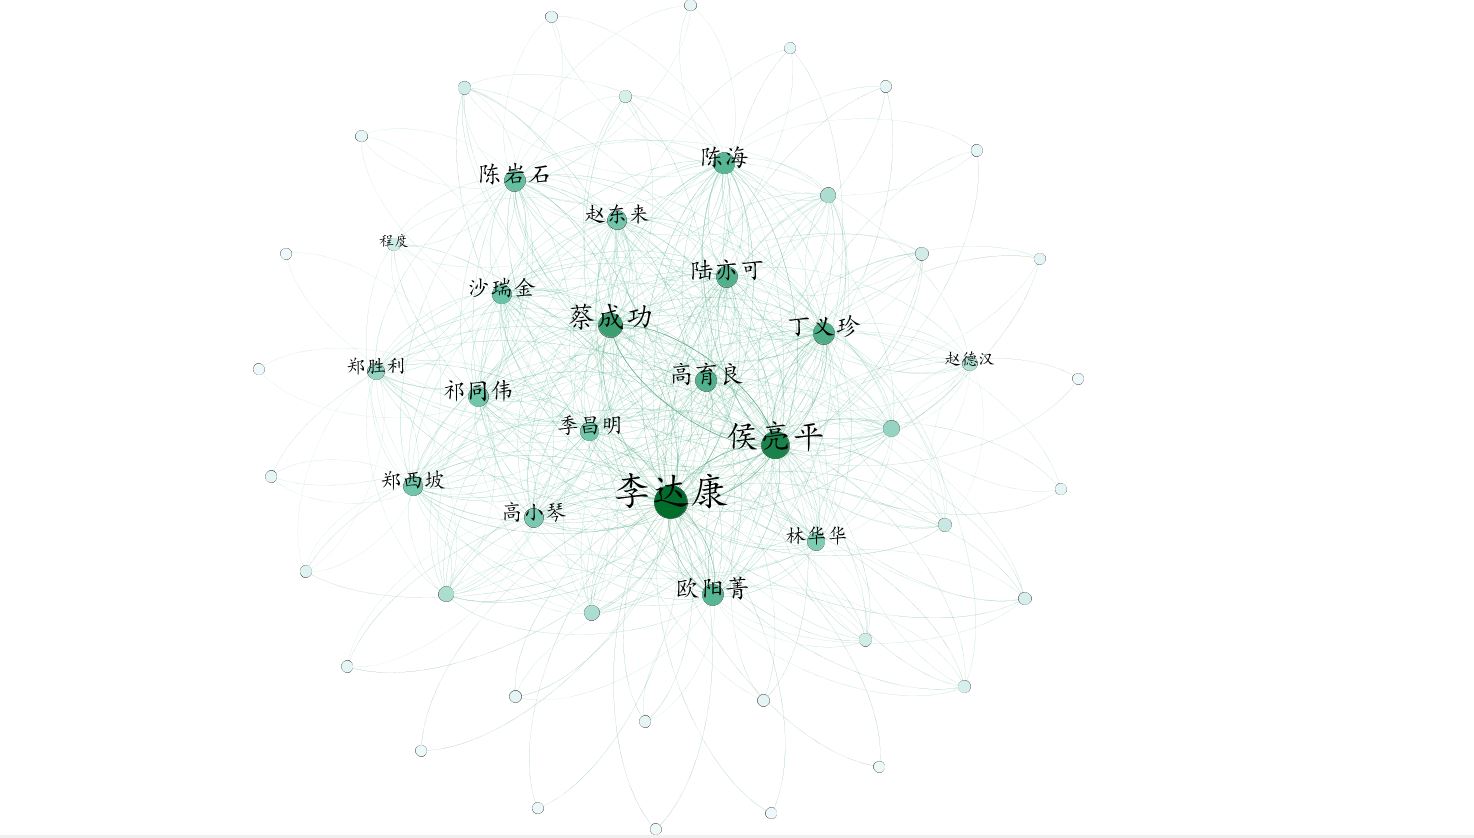 陈海
陈岩石
赵东来
程度
陆亦可
沙瑞金
蔡成功
丁义珍
赵德汉
郑胜利
高育良
祁同伟
季昌明
侯亮平
郑西坡
李达康
高小琴
林华华
欧阳菁